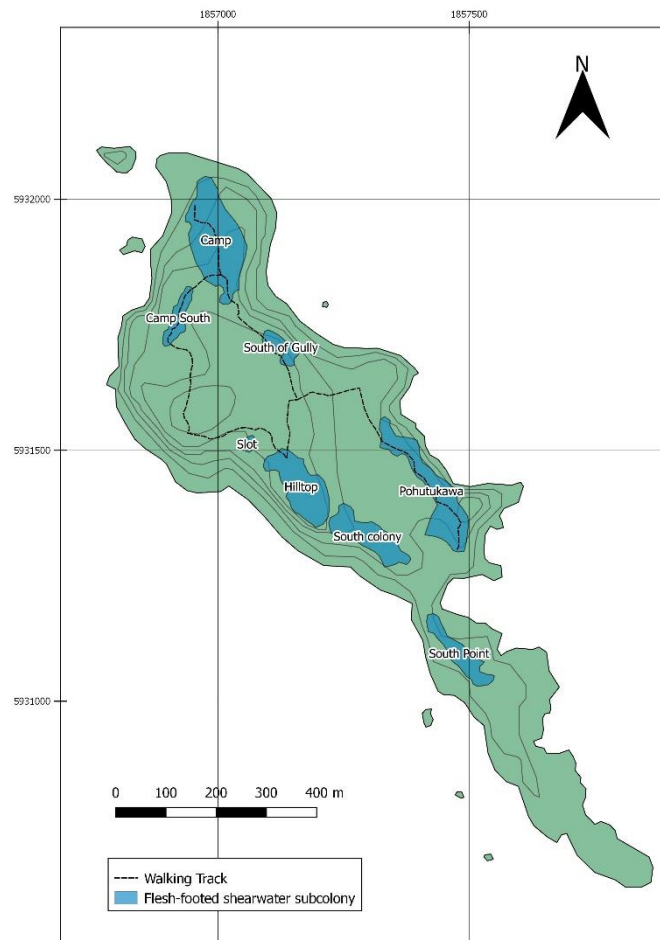 1857000
1857500
N
5932000
Camp
Camp South
South of Gully
Slot
5931500
Hilltop
Pohutukawa
South colony
South Point
5931000
0 100 200 300 400 m
Walking Track
Flesh-footed shearwater subcolony